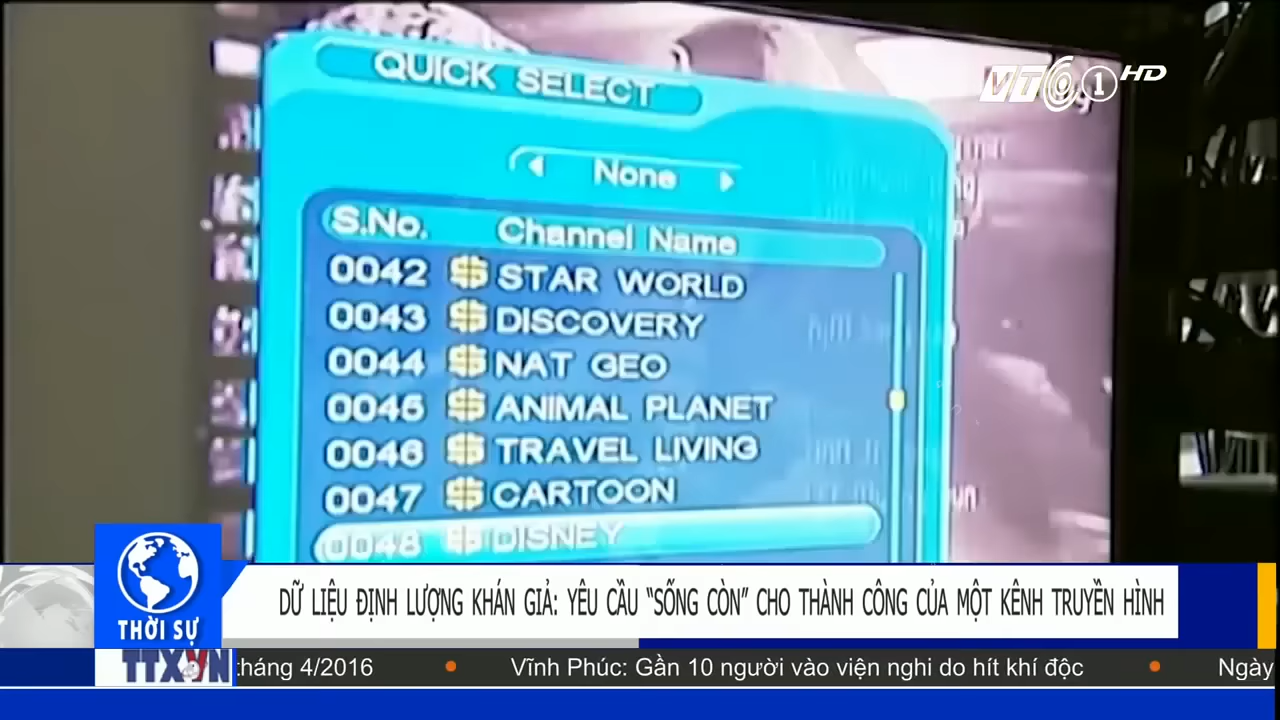 QUICK SELECT
VTC 1 HD
None
S.No. Channel Name
0042 $ STAR WORLD
0043 $ DISCOVERY
0044 $ NAT GEO
0045 $ ANIMAL PLANET
0046 $ TRAVEL LIVING
0047 $ CARTOON
0048 $ DISNEY
THỜI SỰ
DỮ LIỆU ĐỊNH LƯỢNG KHÁN GIẢ: YÊU CẦU “SỐNG CÒN” CHO THÀNH CÔNG CỦA MỘT KÊNH TRUYỀN HÌNH
TTXVN
tháng 4/2016 • Vĩnh Phúc: Gần 10 người vào viện nghi do hít khí độc • Ngày